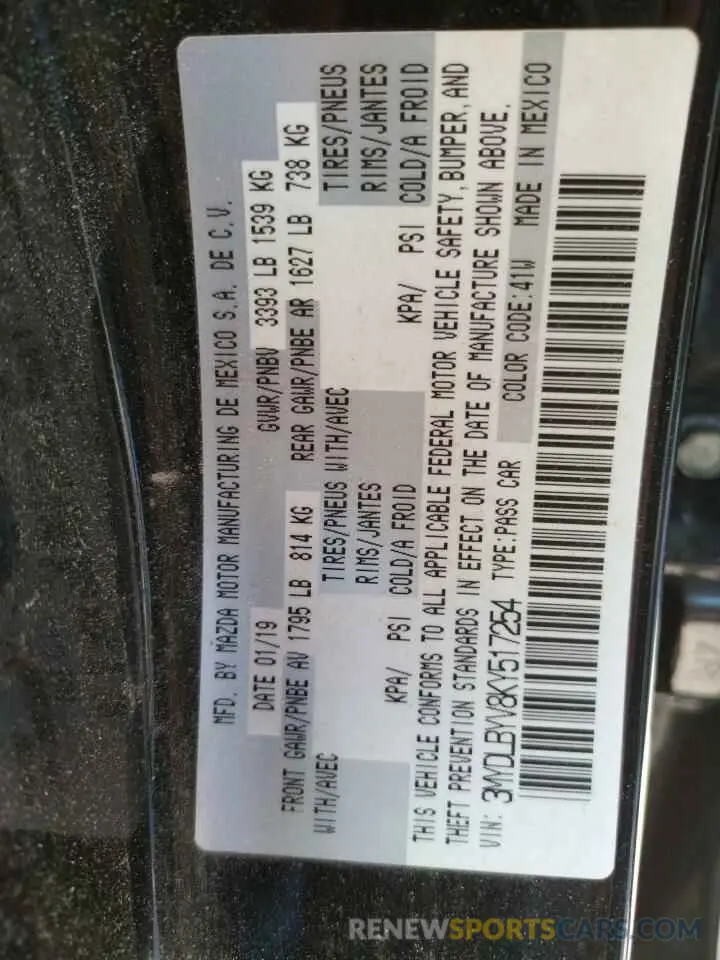 MFD. BY MAZDA MOTOR MANUFACTURING DE MEXICO S.A. DE C.V.
DATE 01/19 GVWR/PNBV 3393 LB 1539 KG
FRONT GAWR/PNBE AV 1795 LB 814 KG REAR GAWR/PNBE AR 1627 LB 738 KG
WITH/AVEC TIRES/PNEUS WITH/AVEC TIRES/PNEUS
RIMS/JANTES RIMS/JANTES
KPA/ PSI COLD/A FROID KPA/ PSI COLD/A FROID
THIS VEHICLE CONFORMS TO ALL APPLICABLE FEDERAL MOTOR VEHICLE SAFETY, BUMPER, AND
THEFT PREVENTION STANDARDS IN EFFECT ON THE DATE OF MANUFACTURE SHOWN ABOVE.
VIN: 3MYDLBYV8KY517254 TYPE:PASS CAR COLOR CODE:41W MADE IN MEXICO
RENEWSPORTSCARS.COM